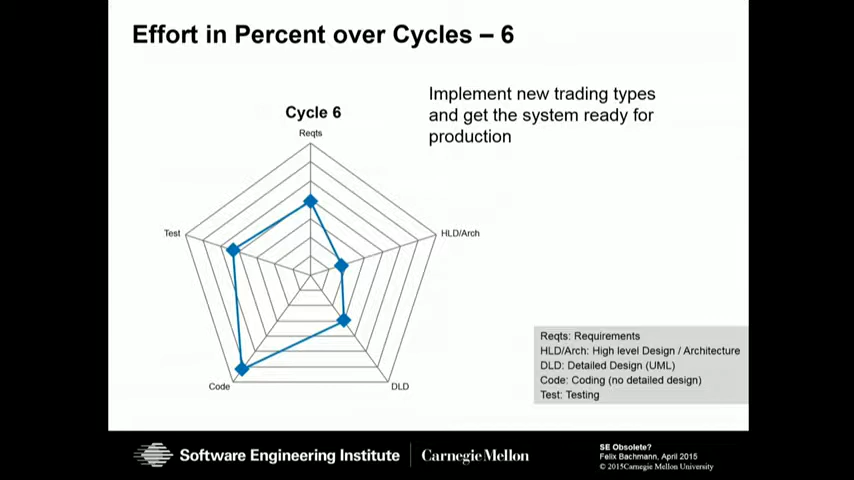 Effort in Percent over Cycles – 6
Implement new trading types
and get the system ready for
production
Cycle 6
Reqts
Test
HLD/Arch
Code
DLD
Reqts: Requirements
HLD/Arch: High level Design / Architecture
DLD: Detailed Design (UML)
Code: Coding (no detailed design)
Test: Testing
Software Engineering Institute
Carnegie Mellon
SE Obsolete?
Felix Bachmann, April 2015
© 2015Carnegie Mellon University